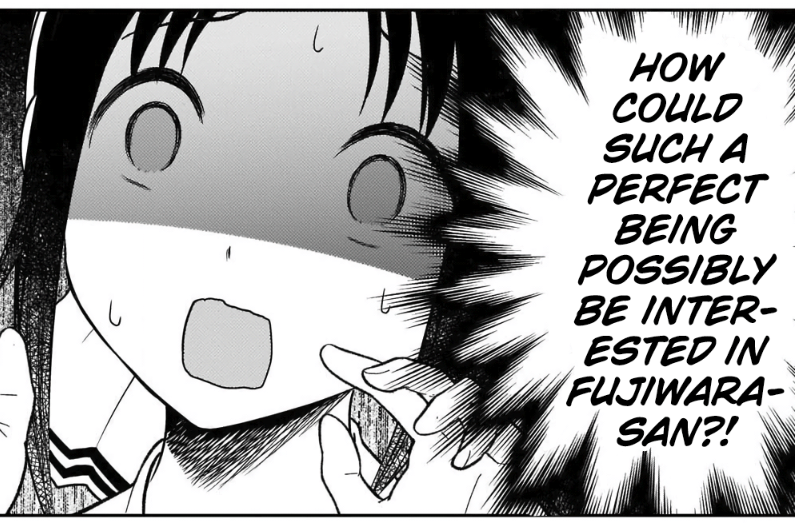 HOW
COULD
SUCH A
PERFECT
BEING
POSSIBLY
BE INTER-
ESTED IN
FUJIWARA-
SAN?!